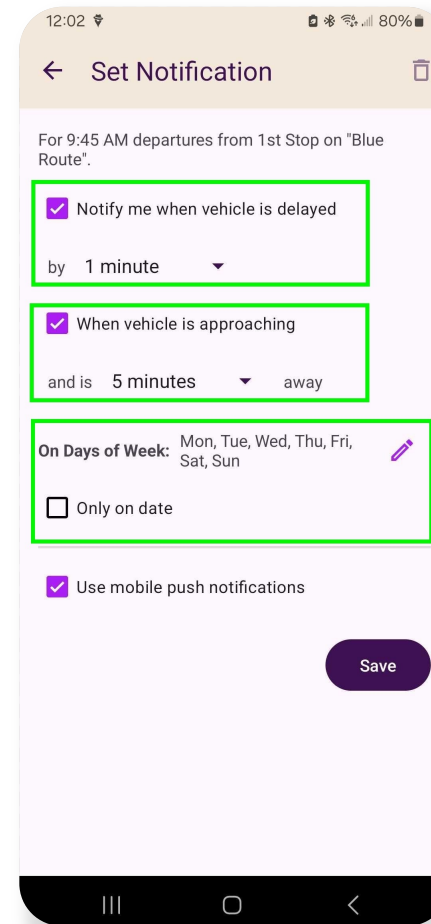 12:02 80%
Set Notification
For 9:45 AM departures from 1st Stop on "Blue
Route".
Notify me when vehicle is delayed
by 1 minute
When vehicle is approaching
and is 5 minutes away
On Days of Week: Mon, Tue, Wed, Thu, Fri,
Sat, Sun
Only on date
Use mobile push notifications
Save